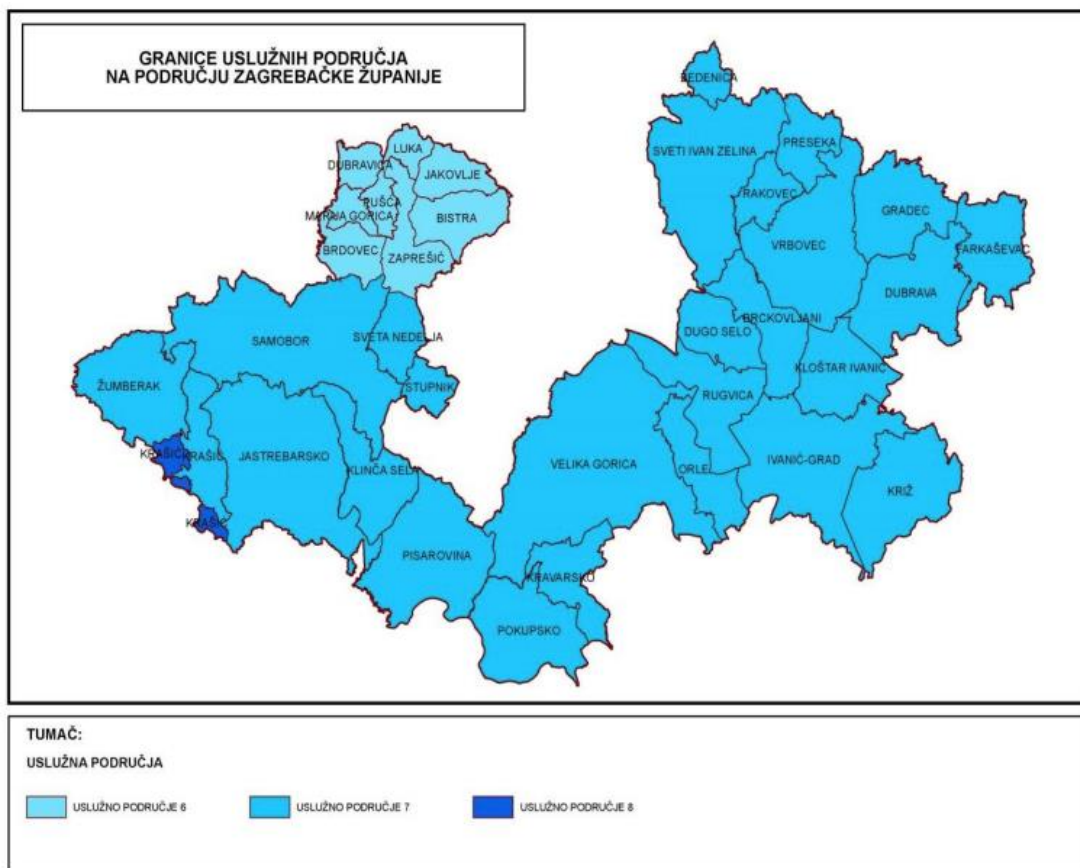 GRANICE USLUŽNIH PODRUČJA
NA PODRUČJU ZAGREBAČKE ŽUPANIJE
BEDENICA
SVETI IVAN ZELINA
PRESEKA
RAKOVEC
GRADEC
FARKAŠEVAC
VRBOVEC
DUBRAVA
LUKA
DUBRAVICA
JAKOVLJE
PUŠĆA
MARIJA GORICA
BISTRA
BRDOVEC
ZAPREŠIĆ
BRCKOVLJANI
DUGO SELO
SAMOBOR
SVETA NEDELJA
KLOŠTAR IVANIĆ
ŽUMBERAK
STUPNIK
RUGVICA
KRAŠIĆ
KRAŠIĆ
JASTREBARSKO
KLINČA SELA
VELIKA GORICA
ORLE
IVANIĆ-GRAD
KRIŽ
KRAŠIĆ
PISAROVINA
KRAVARSKO
POKUPSKO
TUMAČ:
USLUŽNA PODRUČJA
USLUŽNO PODRUČJE 6
USLUŽNO PODRUČJE 7
USLUŽNO PODRUČJE 8